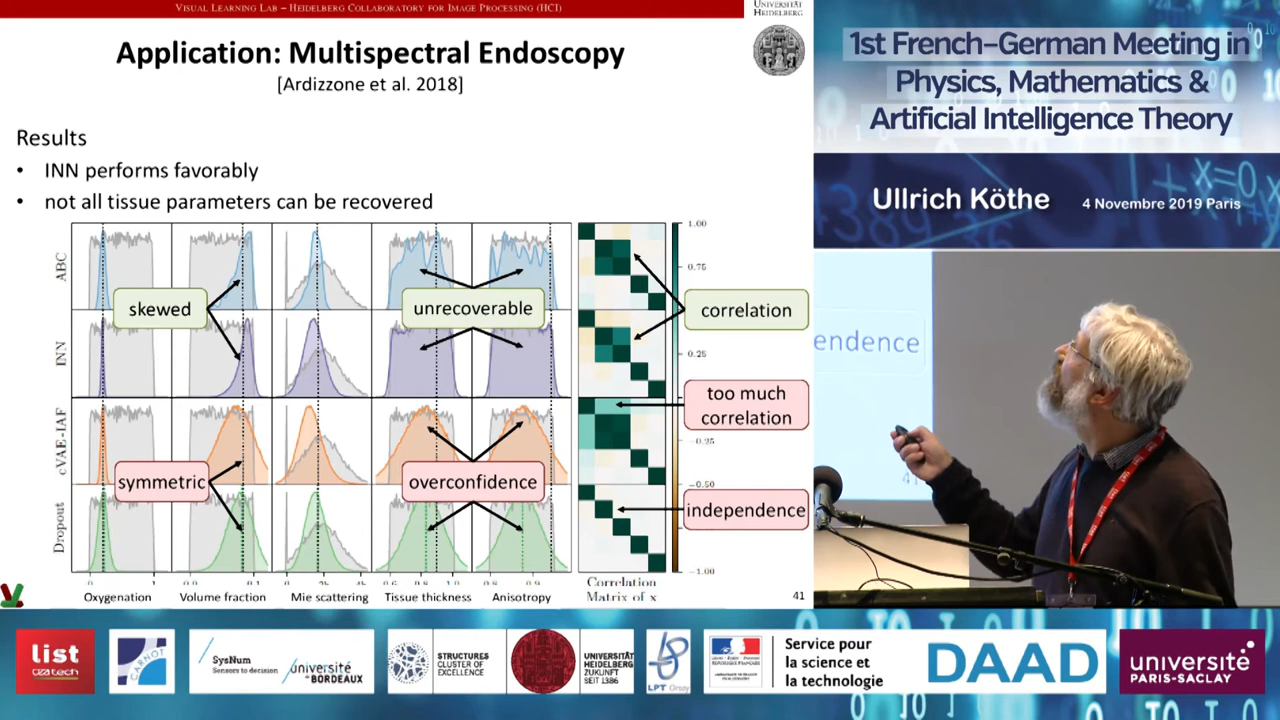 VISUAL LEARNING LAB – HEIDELBERG COLLABORATORY FOR IMAGE PROCESSING (HCI)
UNIVERSITÄT
HEIDELBERG
Application: Multispectral Endoscopy
[Ardizzone et al. 2018]
Results
• INN performs favorably
• not all tissue parameters can be recovered
ABC
INN
cVAE-IAF
Dropout
skewed
unrecoverable
symmetric
overconfidence
correlation
too much
correlation
independence
1.00
0.75
0.25
−0.25
−0.50
−1.00
Oxygenation
Volume fraction
Mie scattering
Tissue thickness
Anisotropy
Correlation
Matrix of x
41
1st French–German Meeting in
Physics, Mathematics &
Artificial Intelligence Theory
Ullrich Köthe
4 Novembre 2019 Paris
endence
41
list
ceatech
CARNOT
SysNum
Sensors to decision
université
de BORDEAUX
STRUCTURES
CLUSTER OF
EXCELLENCE
UNIVERSITÄT
HEIDELBERG
ZUKUNFT
SEIT 1386
LPT Orsay
Service pour
la science et
la technologie
DAAD
université
PARIS-SACLAY